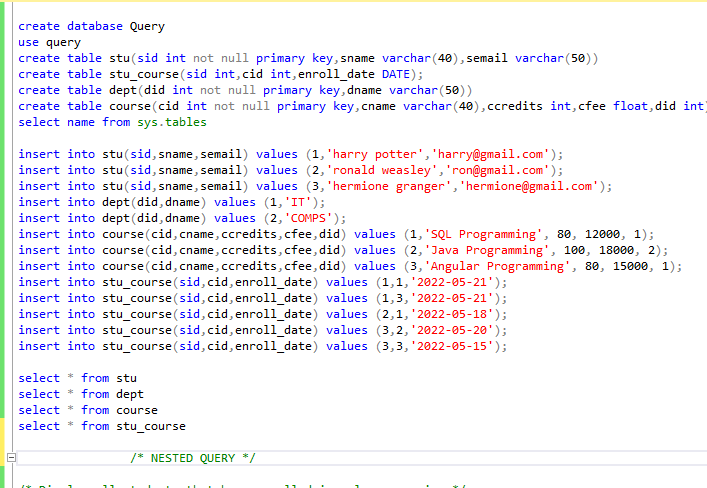 create database Query
use query
create table stu(sid int not null primary key,sname varchar(40),semail varchar(50))
create table stu_course(sid int,cid int,enroll_date DATE);
create table dept(did int not null primary key,dname varchar(50))
create table course(cid int not null primary key,cname varchar(40),ccredits int,cfee float,did int)
select name from sys.tables
insert into stu(sid,sname,semail) values (1,'harry potter','harry@gmail.com');
insert into stu(sid,sname,semail) values (2,'ronald weasley','ron@gmail.com');
insert into stu(sid,sname,semail) values (3,'hermione granger','hermione@gmail.com');
insert into dept(did,dname) values (1,'IT');
insert into dept(did,dname) values (2,'COMPS');
insert into course(cid,cname,ccredits,cfee,did) values (1,'SQL Programming', 80, 12000, 1);
insert into course(cid,cname,ccredits,cfee,did) values (2,'Java Programming', 100, 18000, 2);
insert into course(cid,cname,ccredits,cfee,did) values (3,'Angular Programming', 80, 15000, 1);
insert into stu_course(sid,cid,enroll_date) values (1,1,'2022-05-21');
insert into stu_course(sid,cid,enroll_date) values (1,3,'2022-05-21');
insert into stu_course(sid,cid,enroll_date) values (2,1,'2022-05-18');
insert into stu_course(sid,cid,enroll_date) values (3,2,'2022-05-20');
insert into stu_course(sid,cid,enroll_date) values (3,3,'2022-05-15');
select * from stu
select * from dept
select * from course
select * from stu_course
/* NESTED QUERY */